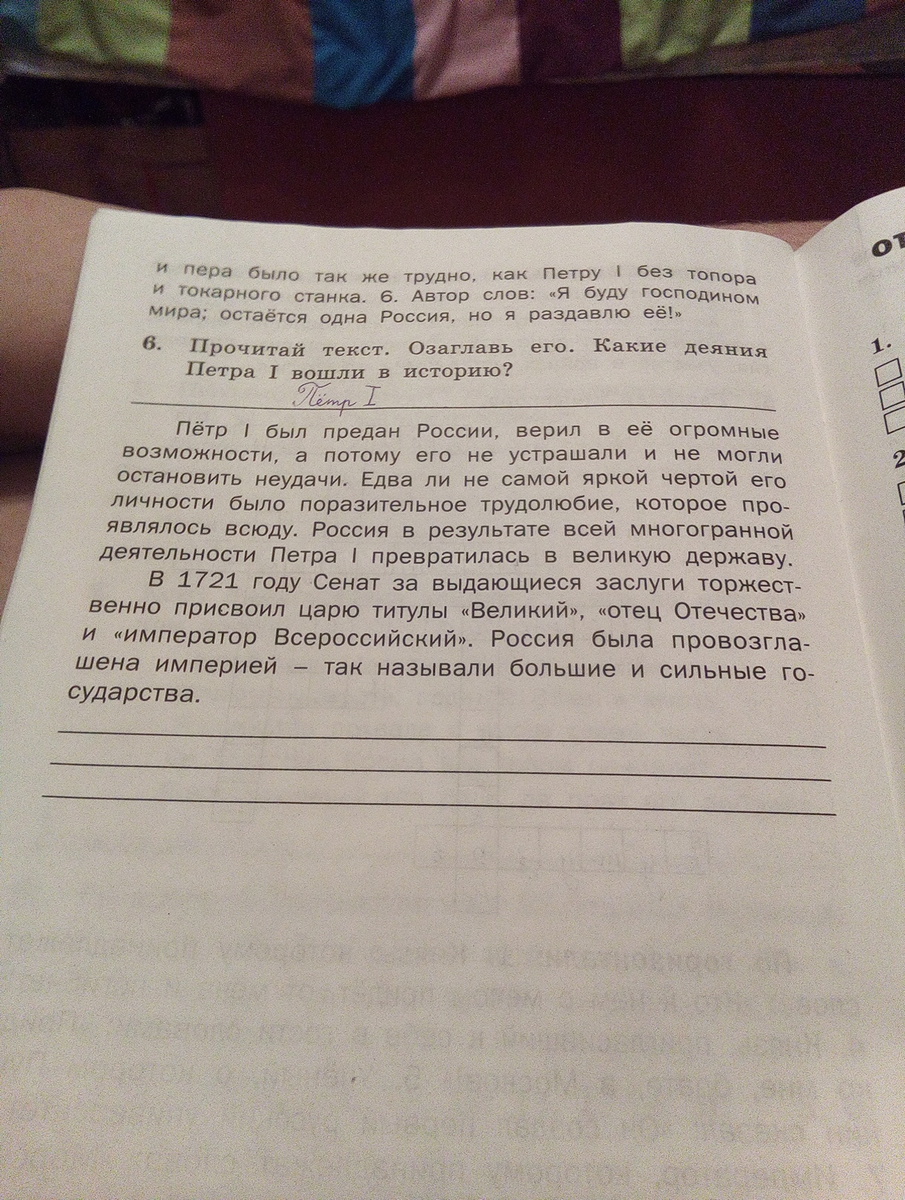 и пера было так же трудно, как Петру I без топора
и токарного станка. 6. Автор слов: «Я буду господином
мира; остаётся одна Россия, но я раздавлю её!»
6. Прочитай текст. Озаглавь его. Какие деяния
Петра I вошли в историю?
Пётр I
Пётр I был предан России, верил в её огромные
возможности, а потому его не устрашали и не могли
остановить неудачи. Едва ли не самой яркой чертой его
личности было поразительное трудолюбие, которое про-
являлось всюду. Россия в результате всей многогранной
деятельности Петра I превратилась в великую державу.
В 1721 году Сенат за выдающиеся заслуги торжест-
венно присвоил царю титулы «Великий», «отец Отечества»
и «император Всероссийский». Россия была провозгла-
шена империей – так называли большие и сильные го-
сударства.
от
1.
2